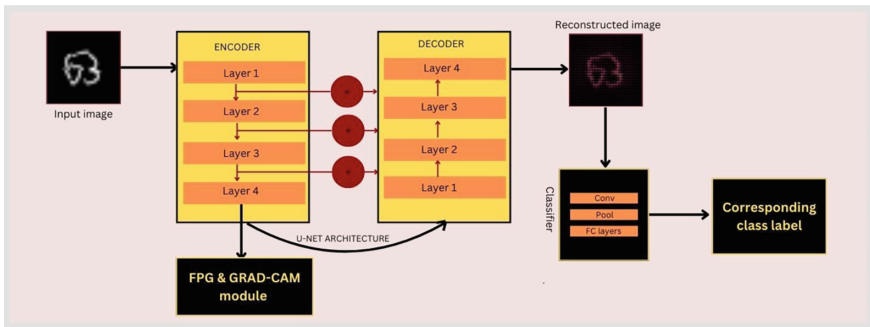 Reconstructed image
ENCODER
DECODER
Layer 1
Layer 2
Layer 3
Layer 4
Layer 4
Layer 3
Layer 2
Layer 1
Input image
U-NET ARCHITECTURE
FPG & GRAD-CAM
module
Classifier
Conv
Pool
FC layers
Corresponding
class label